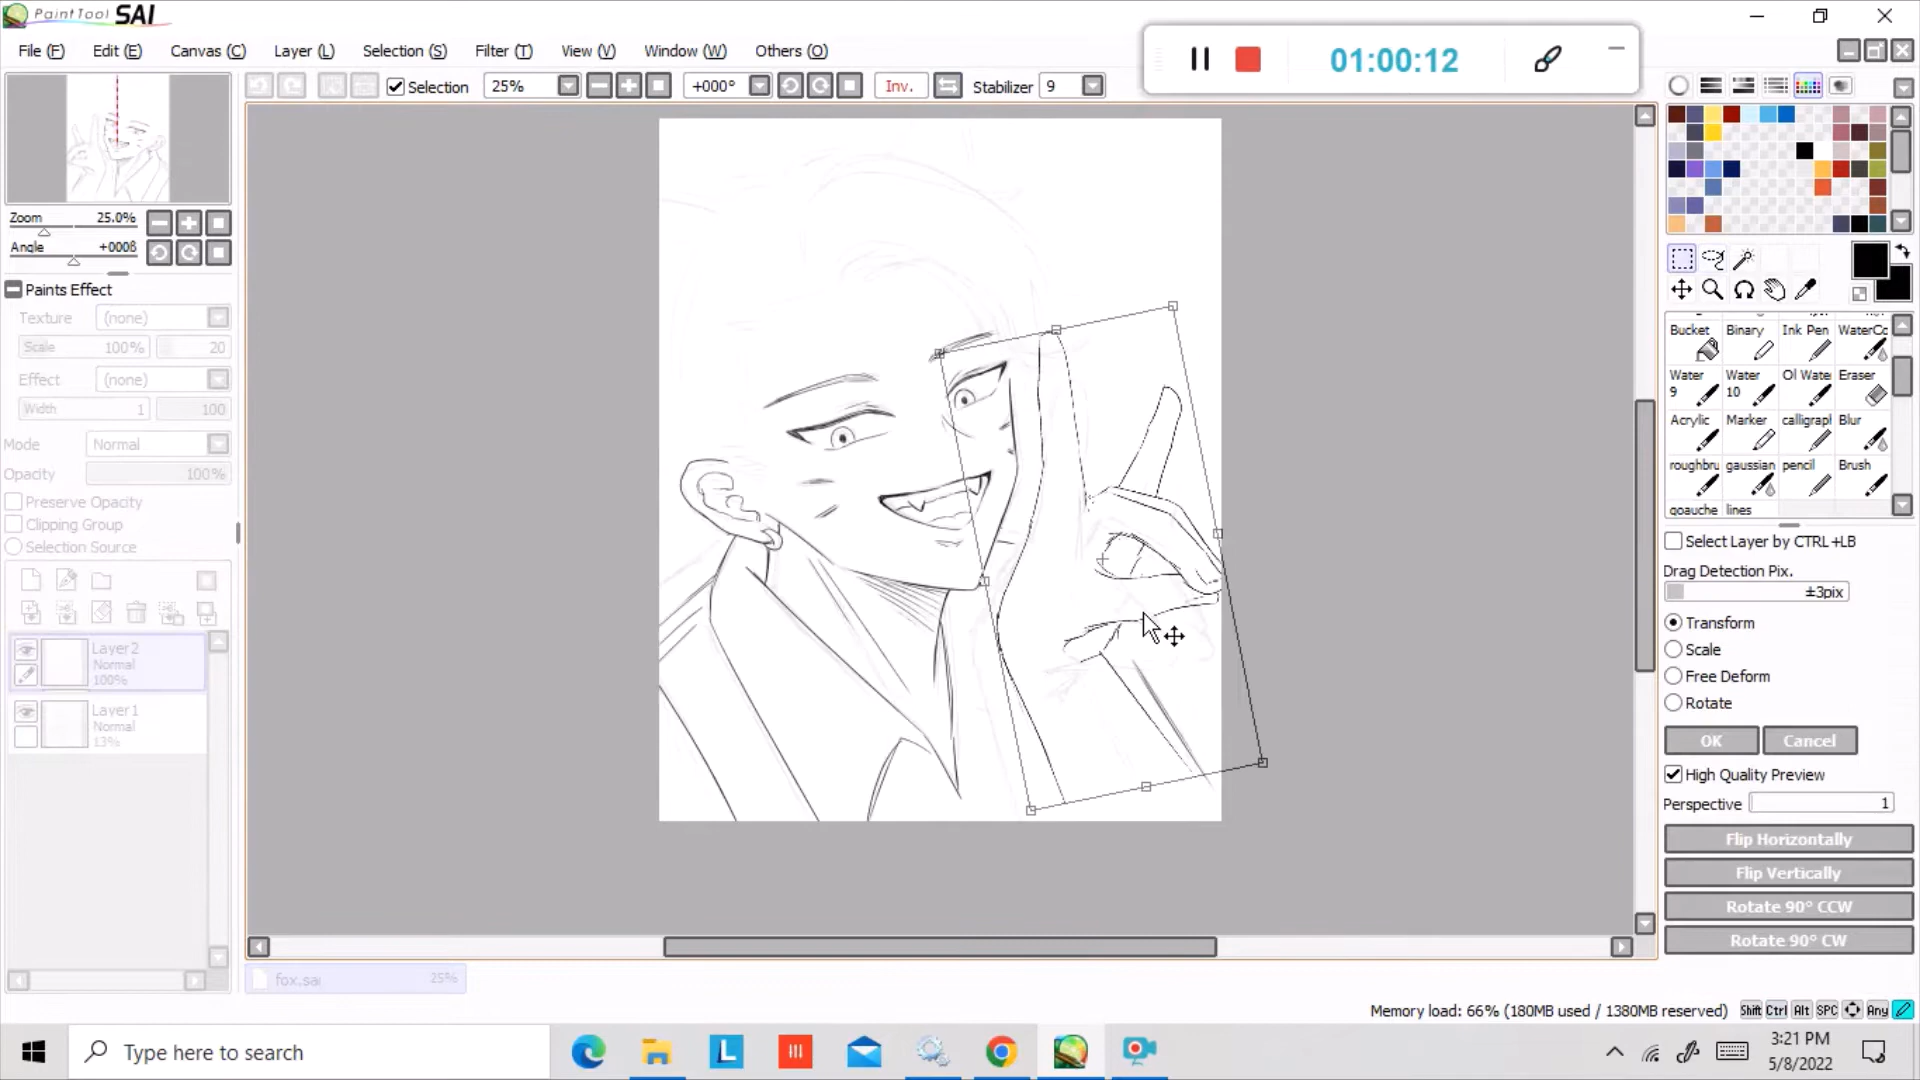 PaintTool SAI
File (F) Edit (E) Canvas (C) Layer (L) Selection (S) Filter (T) View (V) Window (W) Others (O)
01:00:12
Selection 25% +000° Inv. Stabilizer 9
Zoom 25.0%
Angle +000ß
Paints Effect
Texture (none)
Scale 100% 20
Effect (none)
Width 1 100
Mode Normal
Opacity 100%
Preserve Opacity
Clipping Group
Selection Source
Layer2
Normal
100%
Layer1
Normal
13%
Bucket Binary Ink Pen WaterCo
Water 9 Water 10 Ol Wate Eraser
Acrylic Marker calligrapl Blur
roughbru gaussian pencil Brush
gouache lines
Select Layer by CTRL+LB
Drag Detection Pix.
±3pix
Transform
Scale
Free Deform
Rotate
OK Cancel
High Quality Preview
Perspective 1
Flip Horizontally
Flip Vertically
Rotate 90° CCW
Rotate 90° CW
fox.sai 25%
Memory load: 66% (180MB used / 1380MB reserved) Shift Ctrl Alt SPC Any
Type here to search
L
3:21 PM
5/8/2022